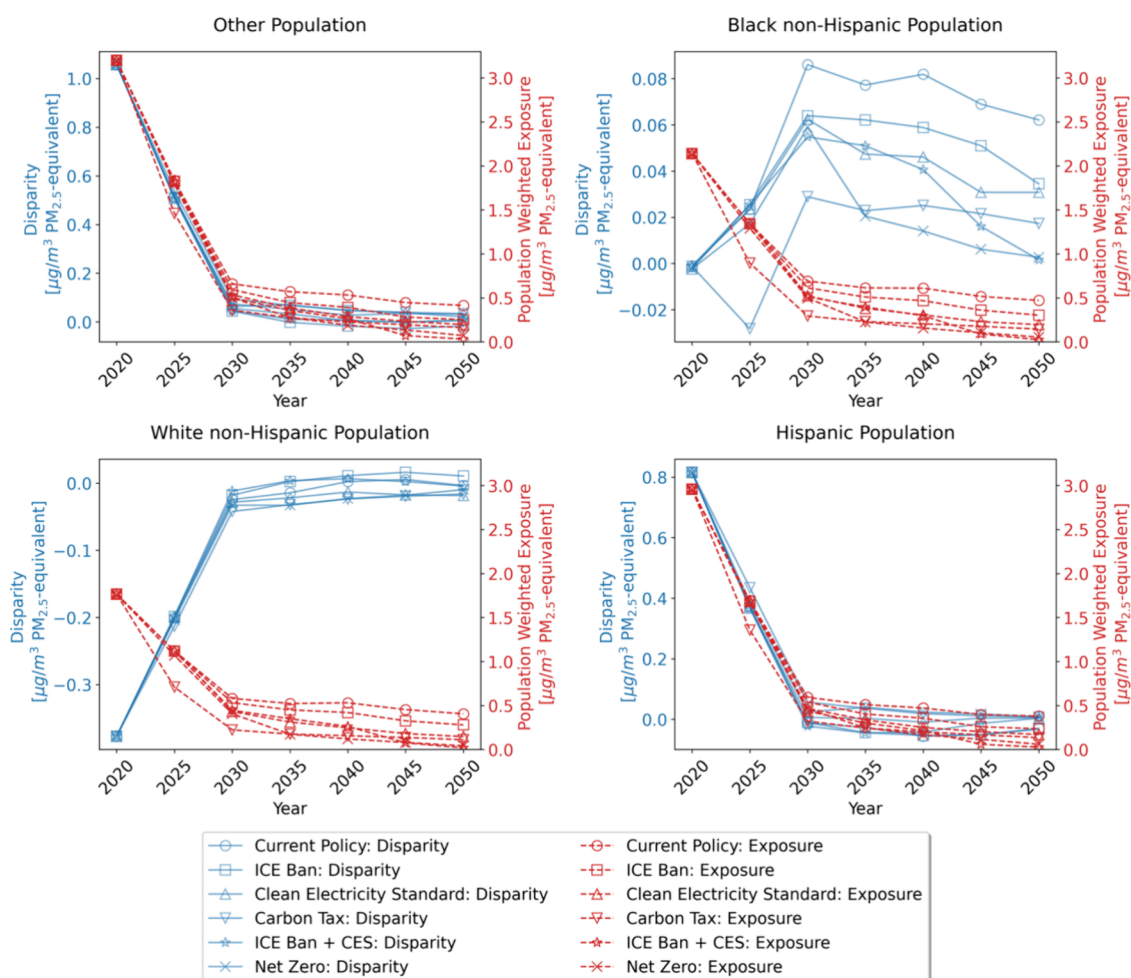 Other Population
Black non-Hispanic Population
Disparity
[μg/m³ PM₂.₅-equivalent]
1.0
0.8
0.6
0.4
0.2
0.0
3.0
2.5
2.0
1.5
1.0
0.5
0.0
Population Weighted Exposure
[μg/m³ PM₂.₅-equivalent]
2020
2025
2030
2035
2040
2045
2050
Year
Disparity
[μg/m³ PM₂.₅-equivalent]
0.08
0.06
0.04
0.02
0.00
−0.02
3.0
2.5
2.0
1.5
1.0
0.5
0.0
Population Weighted Exposure
[μg/m³ PM₂.₅-equivalent]
2020
2025
2030
2035
2040
2045
2050
Year
White non-Hispanic Population
Hispanic Population
Disparity
[μg/m³ PM₂.₅-equivalent]
0.0
−0.1
−0.2
−0.3
3.0
2.5
2.0
1.5
1.0
0.5
0.0
Population Weighted Exposure
[μg/m³ PM₂.₅-equivalent]
2020
2025
2030
2035
2040
2045
2050
Year
Disparity
[μg/m³ PM₂.₅-equivalent]
0.8
0.6
0.4
0.2
0.0
3.0
2.5
2.0
1.5
1.0
0.5
0.0
Population Weighted Exposure
[μg/m³ PM₂.₅-equivalent]
2020
2025
2030
2035
2040
2045
2050
Year
Current Policy: Disparity
ICE Ban: Disparity
Clean Electricity Standard: Disparity
Carbon Tax: Disparity
ICE Ban + CES: Disparity
Net Zero: Disparity
Current Policy: Exposure
ICE Ban: Exposure
Clean Electricity Standard: Exposure
Carbon Tax: Exposure
ICE Ban + CES: Exposure
Net Zero: Exposure